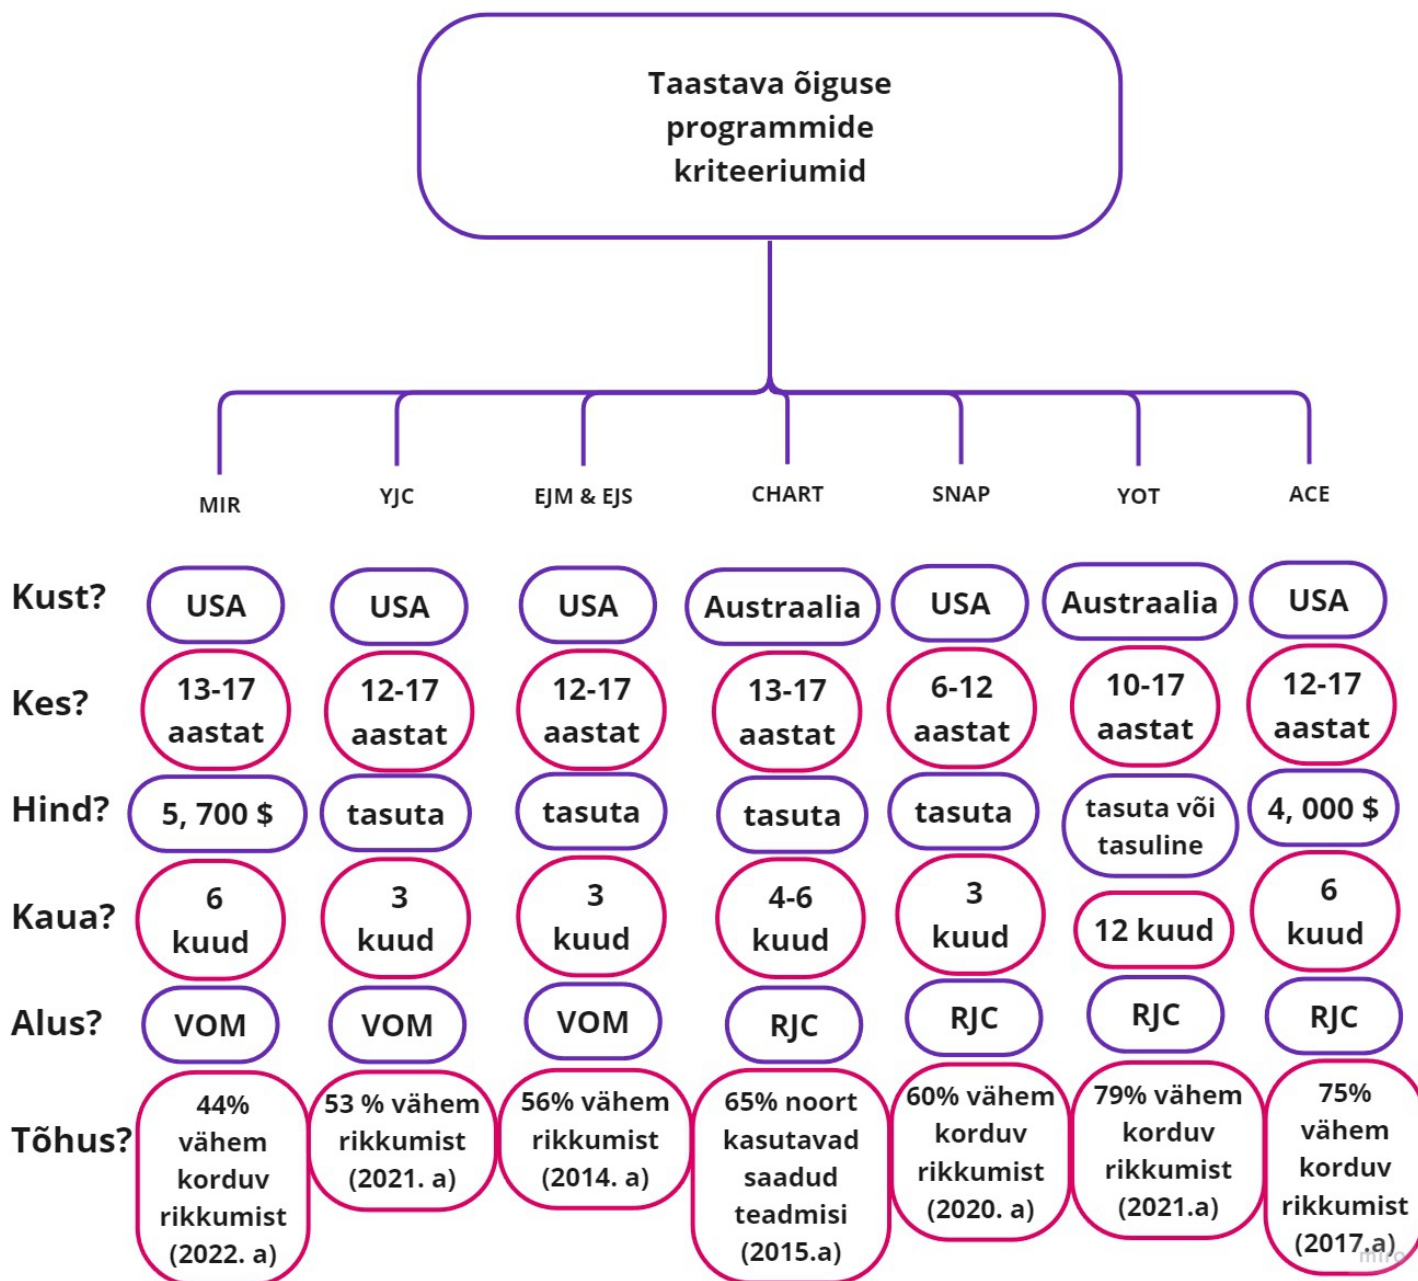 Taastava õiguse
programmide
kriteeriumid
MIR
YJC
EJM & EJS
CHART
SNAP
YOT
ACE
Kust?
USA
USA
USA
Austraalia
USA
Austraalia
USA
Kes?
13-17
aastat
12-17
aastat
12-17
aastat
13-17
aastat
6-12
aastat
10-17
aastat
12-17
aastat
Hind?
5, 700 $
tasuta
tasuta
tasuta
tasuta
tasuta või
tasuline
4, 000 $
Kaua?
6
kuud
3
kuud
3
kuud
4-6
kuud
3
kuud
12 kuud
6
kuud
Alus?
VOM
VOM
VOM
RJC
RJC
RJC
RJC
Tõhus?
44%
vähem
korduv
rikkumist
(2022. a)
53 % vähem
rikkumist
(2021. a)
56% vähem
rikkumist
(2014. a)
65% noort
kasutavad
saadud
teadmisi
(2015.a)
60% vähem
korduv
rikkumist
(2020. a)
79% vähem
korduv
rikkumist
(2021.a)
75%
vähem
korduv
rikkumist
(2017.a)
miro